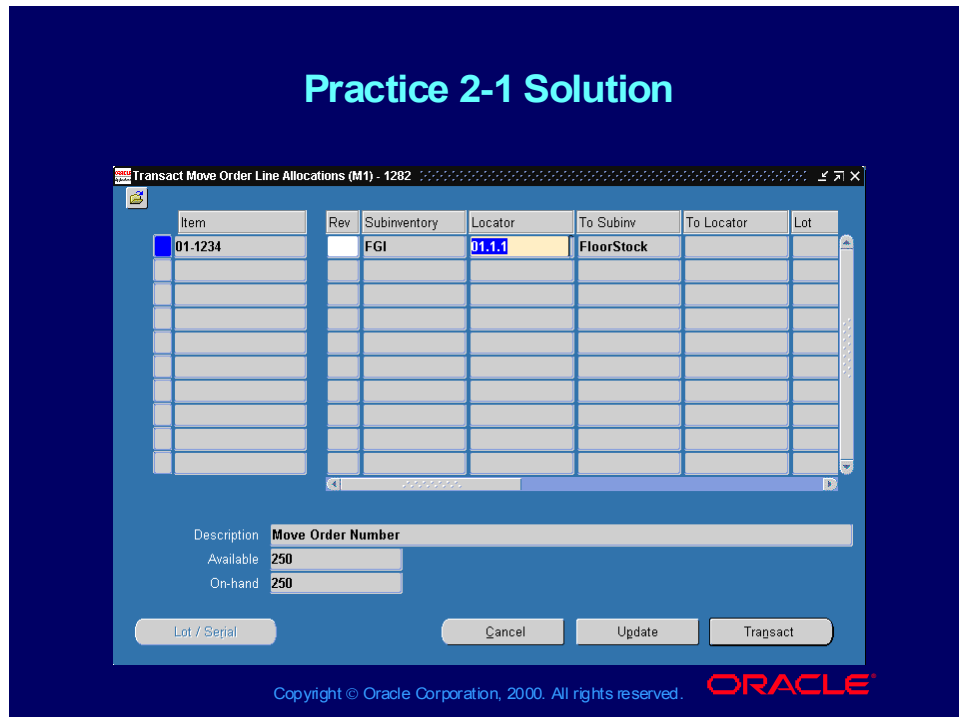 Practice 2-1 Solution
Transact Move Order Line Allocations (M1) - 1282
Item Rev Subinventory Locator To Subinv To Locator Lot
01-1234 FGI 01.1.1 FloorStock
Description Move Order Number
Available 250
On-hand 250
Lot / Serial Cancel Update Transact
Copyright © Oracle Corporation, 2000. All rights reserved. ORACLE